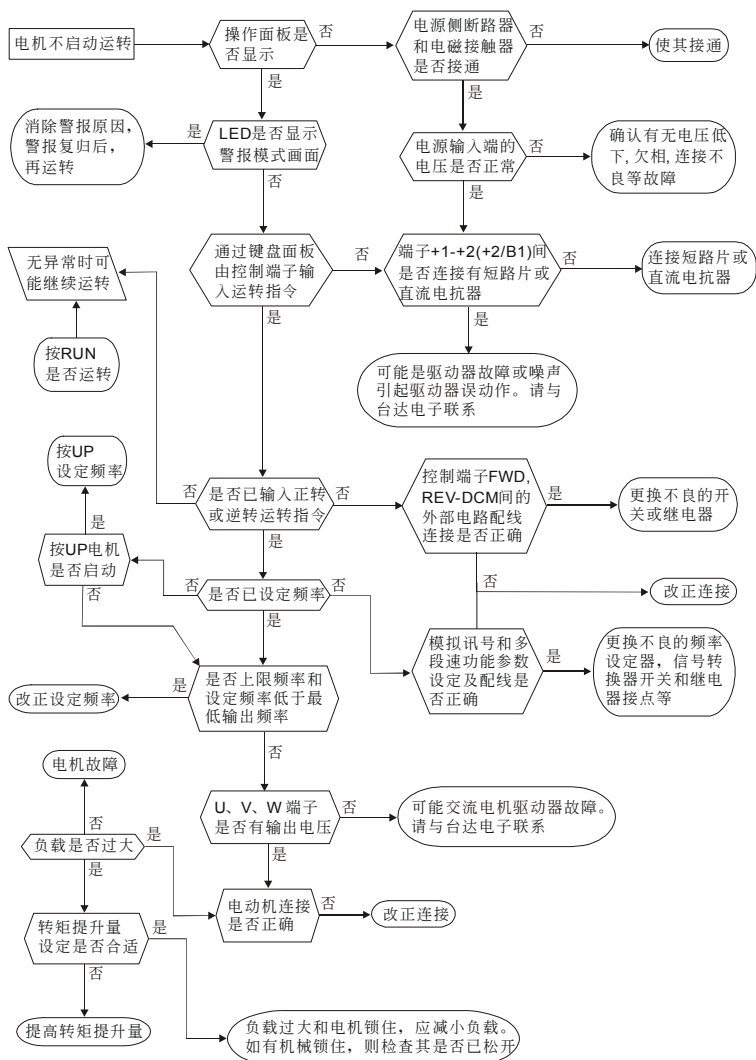 电机不启动运转
操作面板是
否显示
否
电源侧断路器
和电磁接触器
是否接通
否
使其接通
是
是
消除警报原因,
警报复归后,
再运转
是
LED是否显示
警报模式画面
电源输入端的
电压是否正常
否
确认有无电压低
下,欠相,连接不
良等故障
否
是
无异常时可
能继续运转
通过键盘面板
由控制端子输
入运转指令
否
端子+1-+2(+2/B1)间
是否连接有短路片或
直流电抗器
否
连接短路片或
直流电抗器
是
是
按RUN
是否运转
可能是驱动器故障或噪声
引起驱动器误动作。请与
台达电子联系
按UP
设定频率
否
是否已输入正转
或逆转运转指令
否
控制端子FWD,
REV-DCM间的
外部电路配线
连接是否正确
是
更换不良的开
关或继电器
是
是
按UP电机
是否启动
否
是否已设定频率
否
否
改正连接
否
是
模拟讯号和多
段速功能参数
设定及配线是
否正确
是
更换不良的频率
设定器，信号转
换器开关和继电
器接点等
改正设定频率
是
是否上限频率和
设定频率低于最
低输出频率
否
电机故障
U、V、W 端子
是否有输出电压
否
可能交流电机驱动器故障。
请与台达电子联系
否
负载是否过大
是
是
是
电动机连接
是否正确
否
改正连接
转矩提升量
设定是否合适
是
否
提高转矩提升量
负载过大和电机锁住，应减小负载。
如有机械锁住，则检查其是否已松开